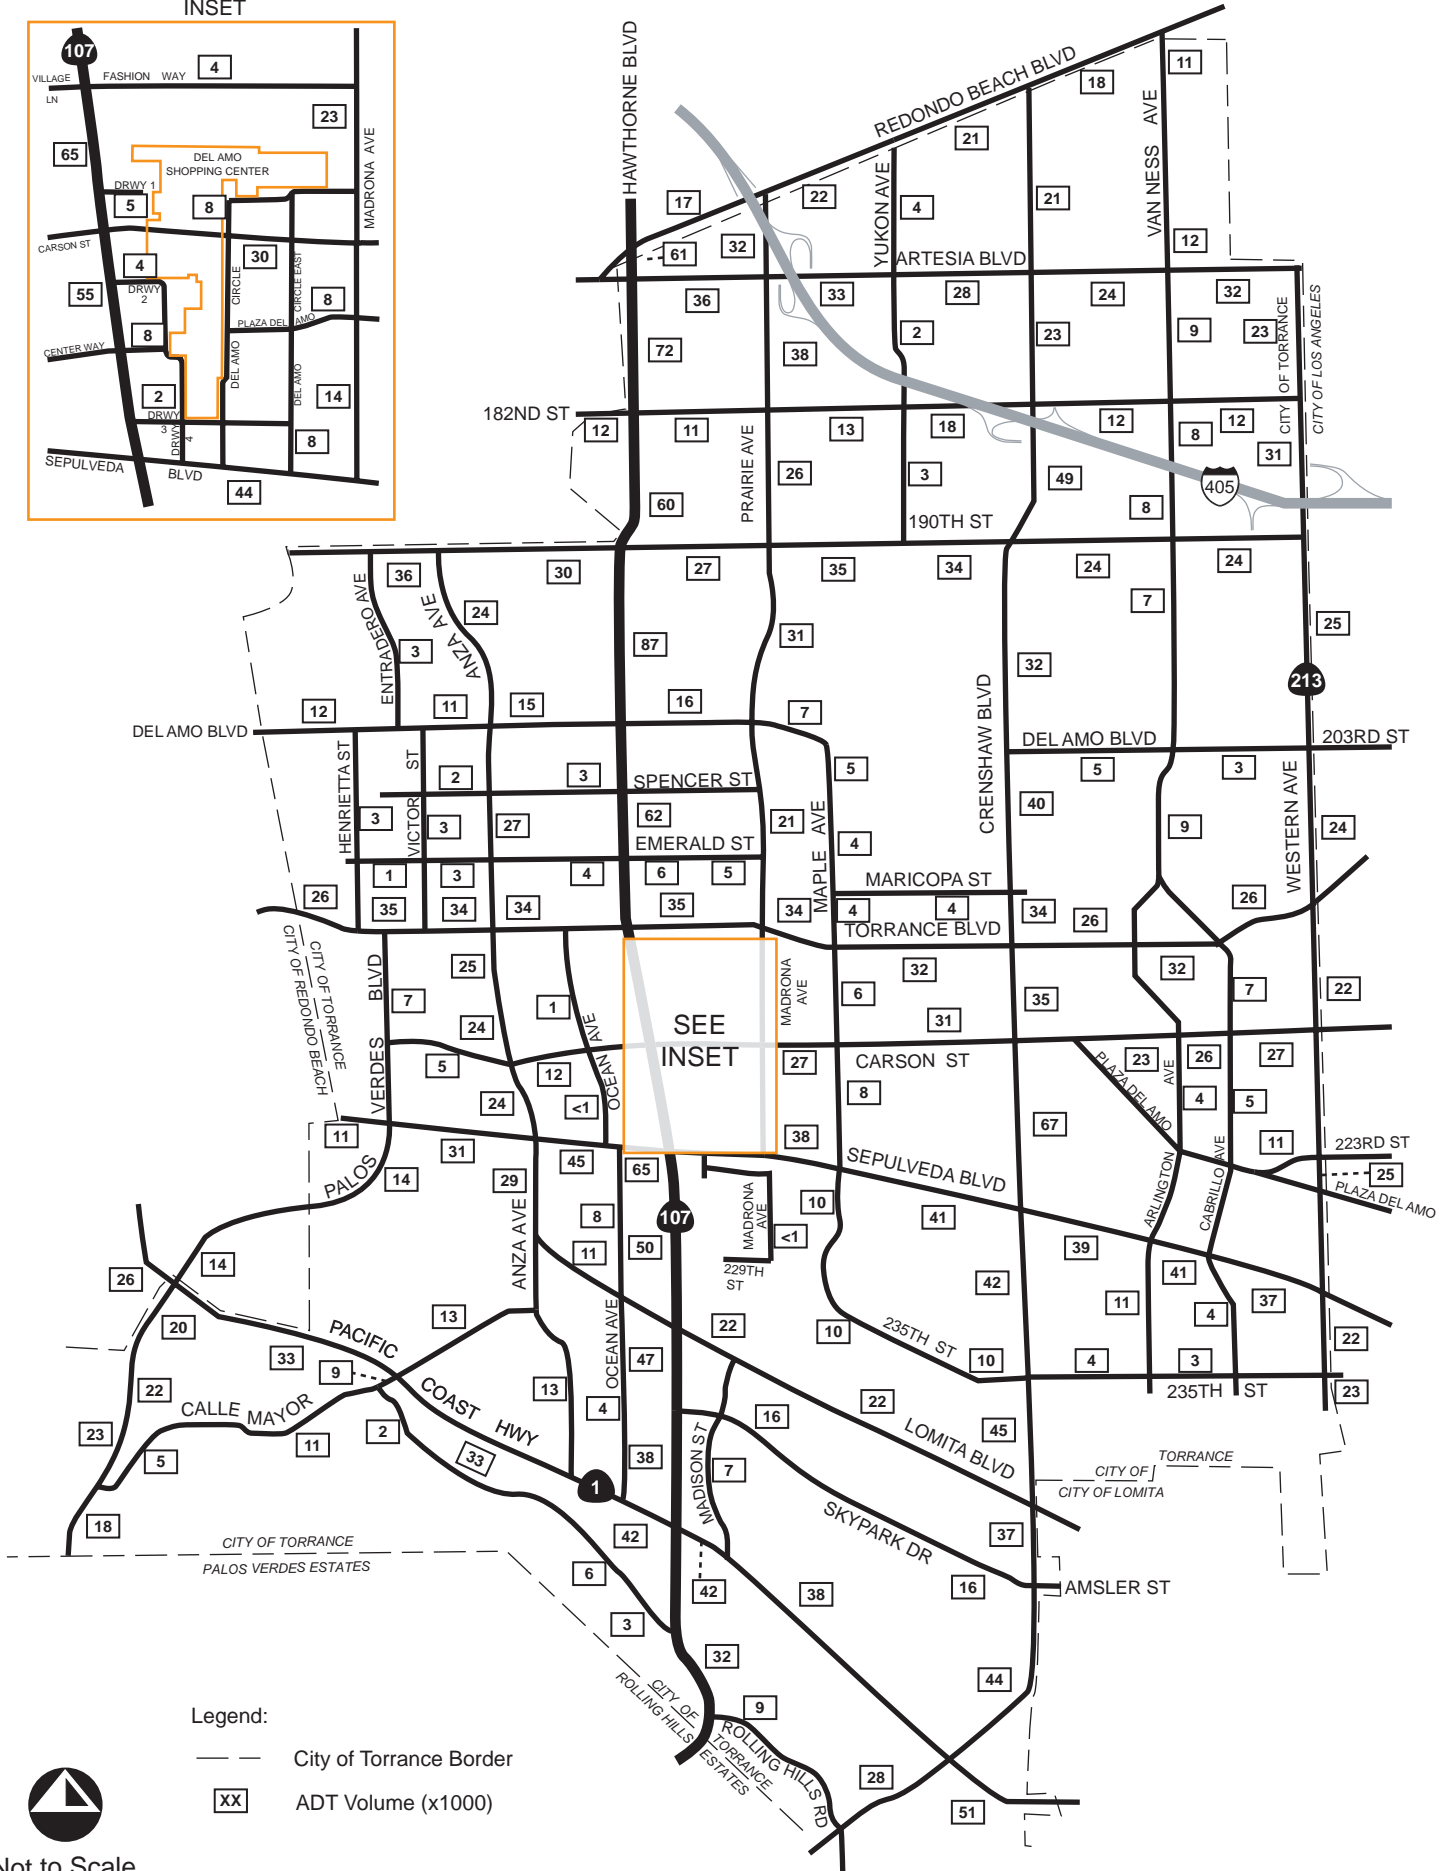 INSET
107
VILLAGE
LN
FASHION WAY
4
23
65
DEL AMO
SHOPPING CENTER
MADRONA AVE
DRWY 1
5
8
CARSON ST
30
4
DRWY
2
CIRCLE
CIRCLE EAST
55
8
8
PLAZA DEL AMO
CENTER WAY
DEL AMO
DEL AMO
2
14
DRWY
3
DRWY
4
8
SEPULVEDA
BLVD
44
HAWTHORNE BLVD
REDONDO BEACH BLVD
11
18
VAN NESS AVE
21
YUKON AVE
17
22
4
21
32
61
12
ARTESIA BLVD
36
33
28
24
32
CITY OF TORRANCE
CITY OF LOS ANGELES
72
38
2
23
9
23
182ND ST
12
11
13
18
12
8
12
31
PRAIRIE AVE
26
3
49
405
60
190TH ST
8
36
30
27
35
34
24
24
ENTRADERO AVE
ANZA AVE
24
7
25
3
87
31
32
213
12
11
15
16
7
DEL AMO BLVD
CRENSHAW BLVD
DEL AMO BLVD
203RD ST
HENRIETTA ST
VICTOR ST
2
3
SPENCER ST
5
5
3
WESTERN AVE
3
3
27
62
21
MAPLE AVE
40
9
24
EMERALD ST
4
1
3
4
6
5
MARICOPA ST
26
35
34
34
35
34
4
4
34
26
26
TORRANCE BLVD
CITY OF TORRANCE
CITY OF REDONDO BEACH
PALOS VERDES BLVD
25
32
32
7
1
OCEAN AVE
SEE
INSET
MADRONA
AVE
6
35
7
22
24
31
5
12
27
CARSON ST
PLAZA DEL AMO
23
AVE
26
27
24
<1
8
67
4
5
11
31
45
65
38
SEPULVEDA BLVD
ARLINGTON
CABRILLO AVE
11
223RD ST
25
PLAZA DEL AMO
14
29
8
107
MADRONA
AVE
10
41
ANZA AVE
11
50
<1
39
14
229TH
ST
26
42
41
37
20
13
OCEAN AVE
22
10
235TH ST
11
4
22
33
PACIFIC
COAST HWY
9
47
10
4
3
235TH ST
23
22
13
CALLE MAYOR
4
16
22
LOMITA BLVD
45
23
11
2
5
33
38
MADISON ST
7
CITY OF TORRANCE
CITY OF LOMITA
1
SKYPARK DR
18
CITY OF TORRANCE
PALOS VERDES ESTATES
42
37
6
42
38
16
AMSLER ST
3
32
44
CITY OF TORRANCE
ROLLING HILLS ESTATES
9
ROLLING HILLS RD
28
51
Legend:
City of Torrance Border
XX
ADT Volume (x1000)
Not to Scale